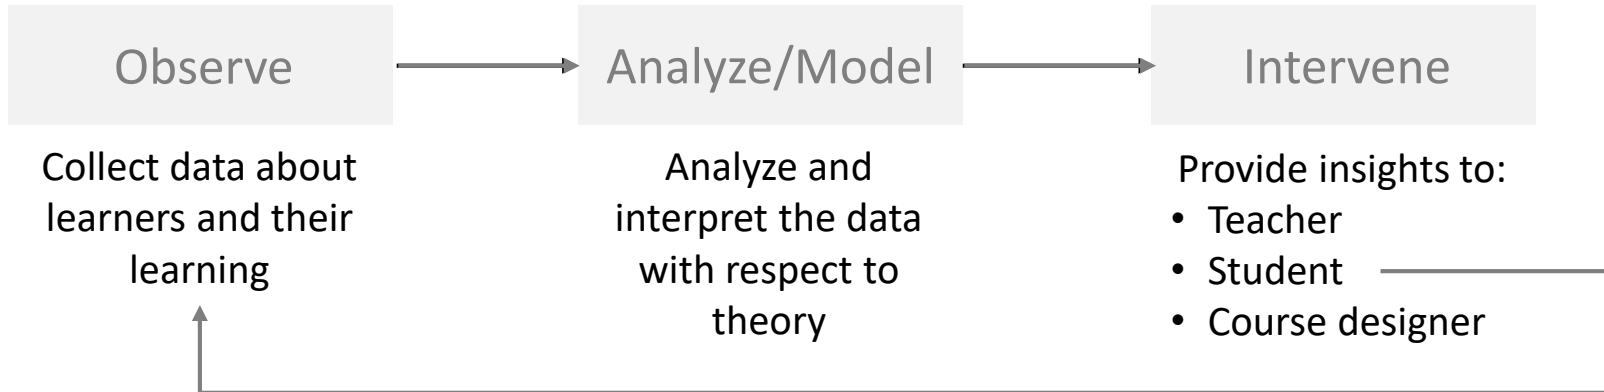 Observe
Analyze/Model
Intervene
Collect data about
learners and their
learning
Analyze and
interpret the data
with respect to
theory
Provide insights to:
• Teacher
• Student
• Course designer